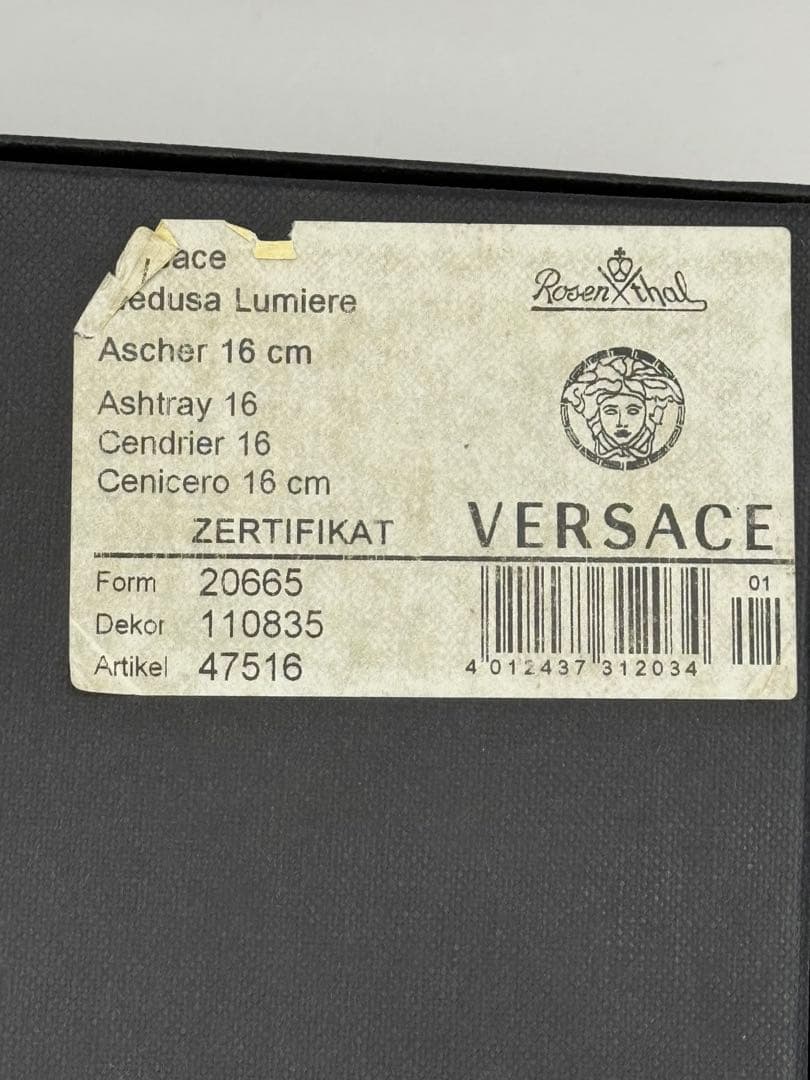 ace
edusa Lumiere
Ascher 16 cm
Ashtray 16
Cendrier 16
Cenicero 16 cm
ZERTIFIKAT
Form 20665
Dekor 110835
Artikel 47516
Rosenthal
VERSACE
01
4 012437 312034